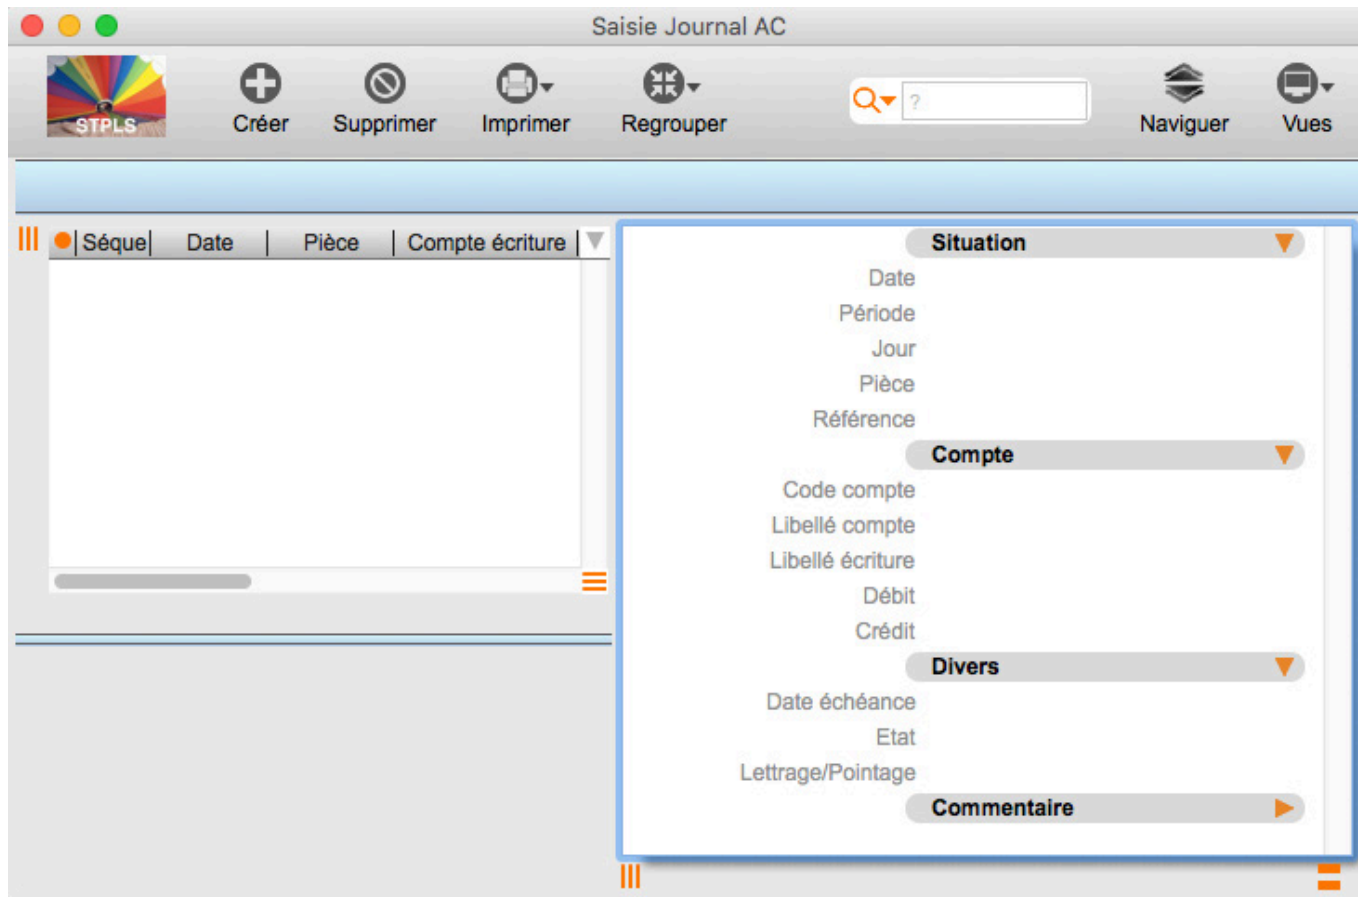 Saisie Journal AC
STPLS
Créer Supprimer Imprimer Regrouper ? Naviguer Vues
Séque Date Pièce Compte écriture
Situation
Date
Période
Jour
Pièce
Référence
Compte
Code compte
Libellé compte
Libellé écriture
Débit
Crédit
Divers
Date échéance
Etat
Lettrage/Pointage
Commentaire